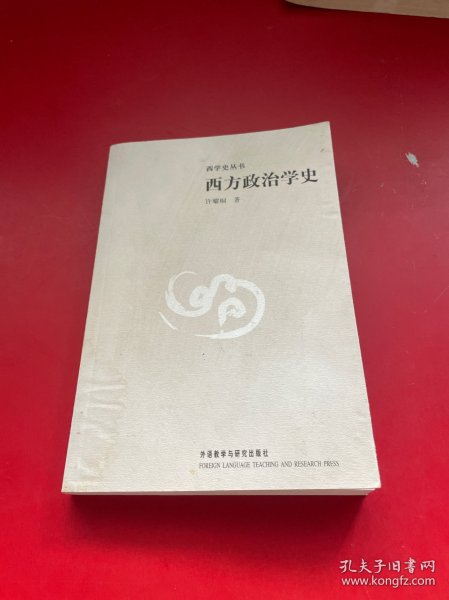 西学史丛书
西方政治学史
许耀桐 著
外语教学与研究出版社
FOREIGN LANGUAGE TEACHING AND RESEARCH PRESS
孔夫子旧书网
www.kongfz.com